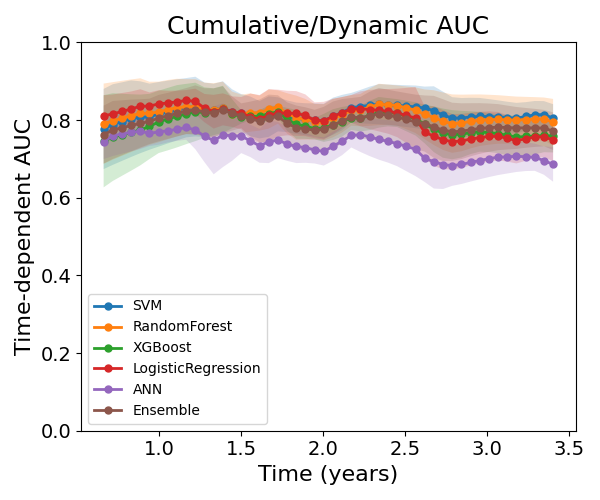 Cumulative/Dynamic AUC
Time-dependent AUC
1.0
0.8
0.6
0.4
0.2
0.0
SVM
RandomForest
XGBoost
LogisticRegression
ANN
Ensemble
1.0 1.5 2.0 2.5 3.0 3.5
Time (years)